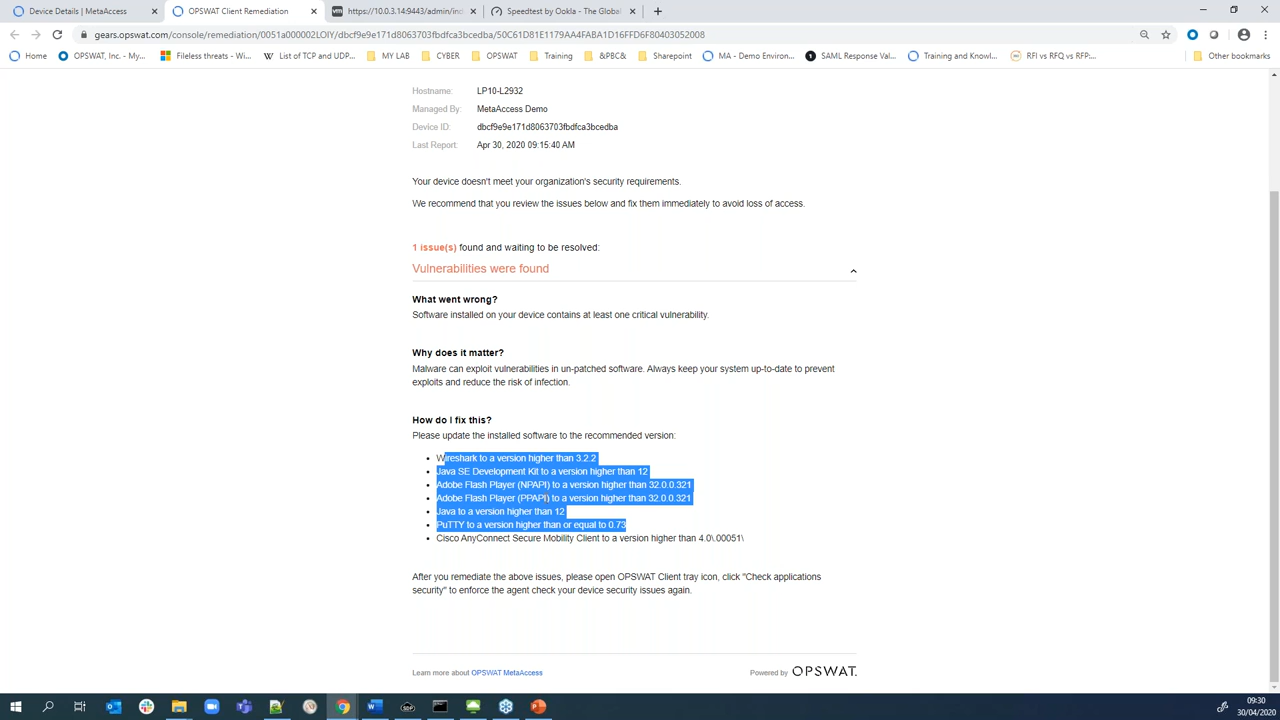 Device Details | MetaAccess
OPSWAT Client Remediation
https://10.0.3.14:9443/admin/ind
Speedtest by Ookla - The Global
gears.opswat.com/console/remediation/0051a000002LOIY/dbcf9e9e171d8063703fbdfca3bcedba/50C61D81E1179AA4FABA1D16FFD6F80403052008
Home
OPSWAT, Inc. - My...
Fileless threats - Wi...
List of TCP and UDP...
MY LAB
CYBER
OPSWAT
Training
&PBC&
Sharepoint
MA - Demo Environ...
SAML Response Val...
Training and Knowl...
RFI vs RFQ vs RFP:...
Other bookmarks
Hostname: LP10-L2932
Managed By: MetaAccess Demo
Device ID: dbcf9e9e171d8063703fbdfca3bcedba
Last Report: Apr 30, 2020 09:15:40 AM
Your device doesn't meet your organization's security requirements.
We recommend that you review the issues below and fix them immediately to avoid loss of access.
1 issue(s) found and waiting to be resolved:
Vulnerabilities were found
What went wrong?
Software installed on your device contains at least one critical vulnerability.
Why does it matter?
Malware can exploit vulnerabilities in un-patched software. Always keep your system up-to-date to prevent
exploits and reduce the risk of infection.
How do I fix this?
Please update the installed software to the recommended version:
• Wireshark to a version higher than 3.2.2
• Java SE Development Kit to a version higher than 12
• Adobe Flash Player (NPAPI) to a version higher than 32.0.0.321
• Adobe Flash Player (PPAPI) to a version higher than 32.0.0.321
• Java to a version higher than 12
• PuTTY to a version higher than or equal to 0.73
• Cisco AnyConnect Secure Mobility Client to a version higher than 4.0\.00051\
After you remediate the above issues, please open OPSWAT Client tray icon, click "Check applications
security" to enforce the agent check your device security issues again.
Learn more about OPSWAT MetaAccess
Powered by OPSWAT.
09:30
30/04/2020